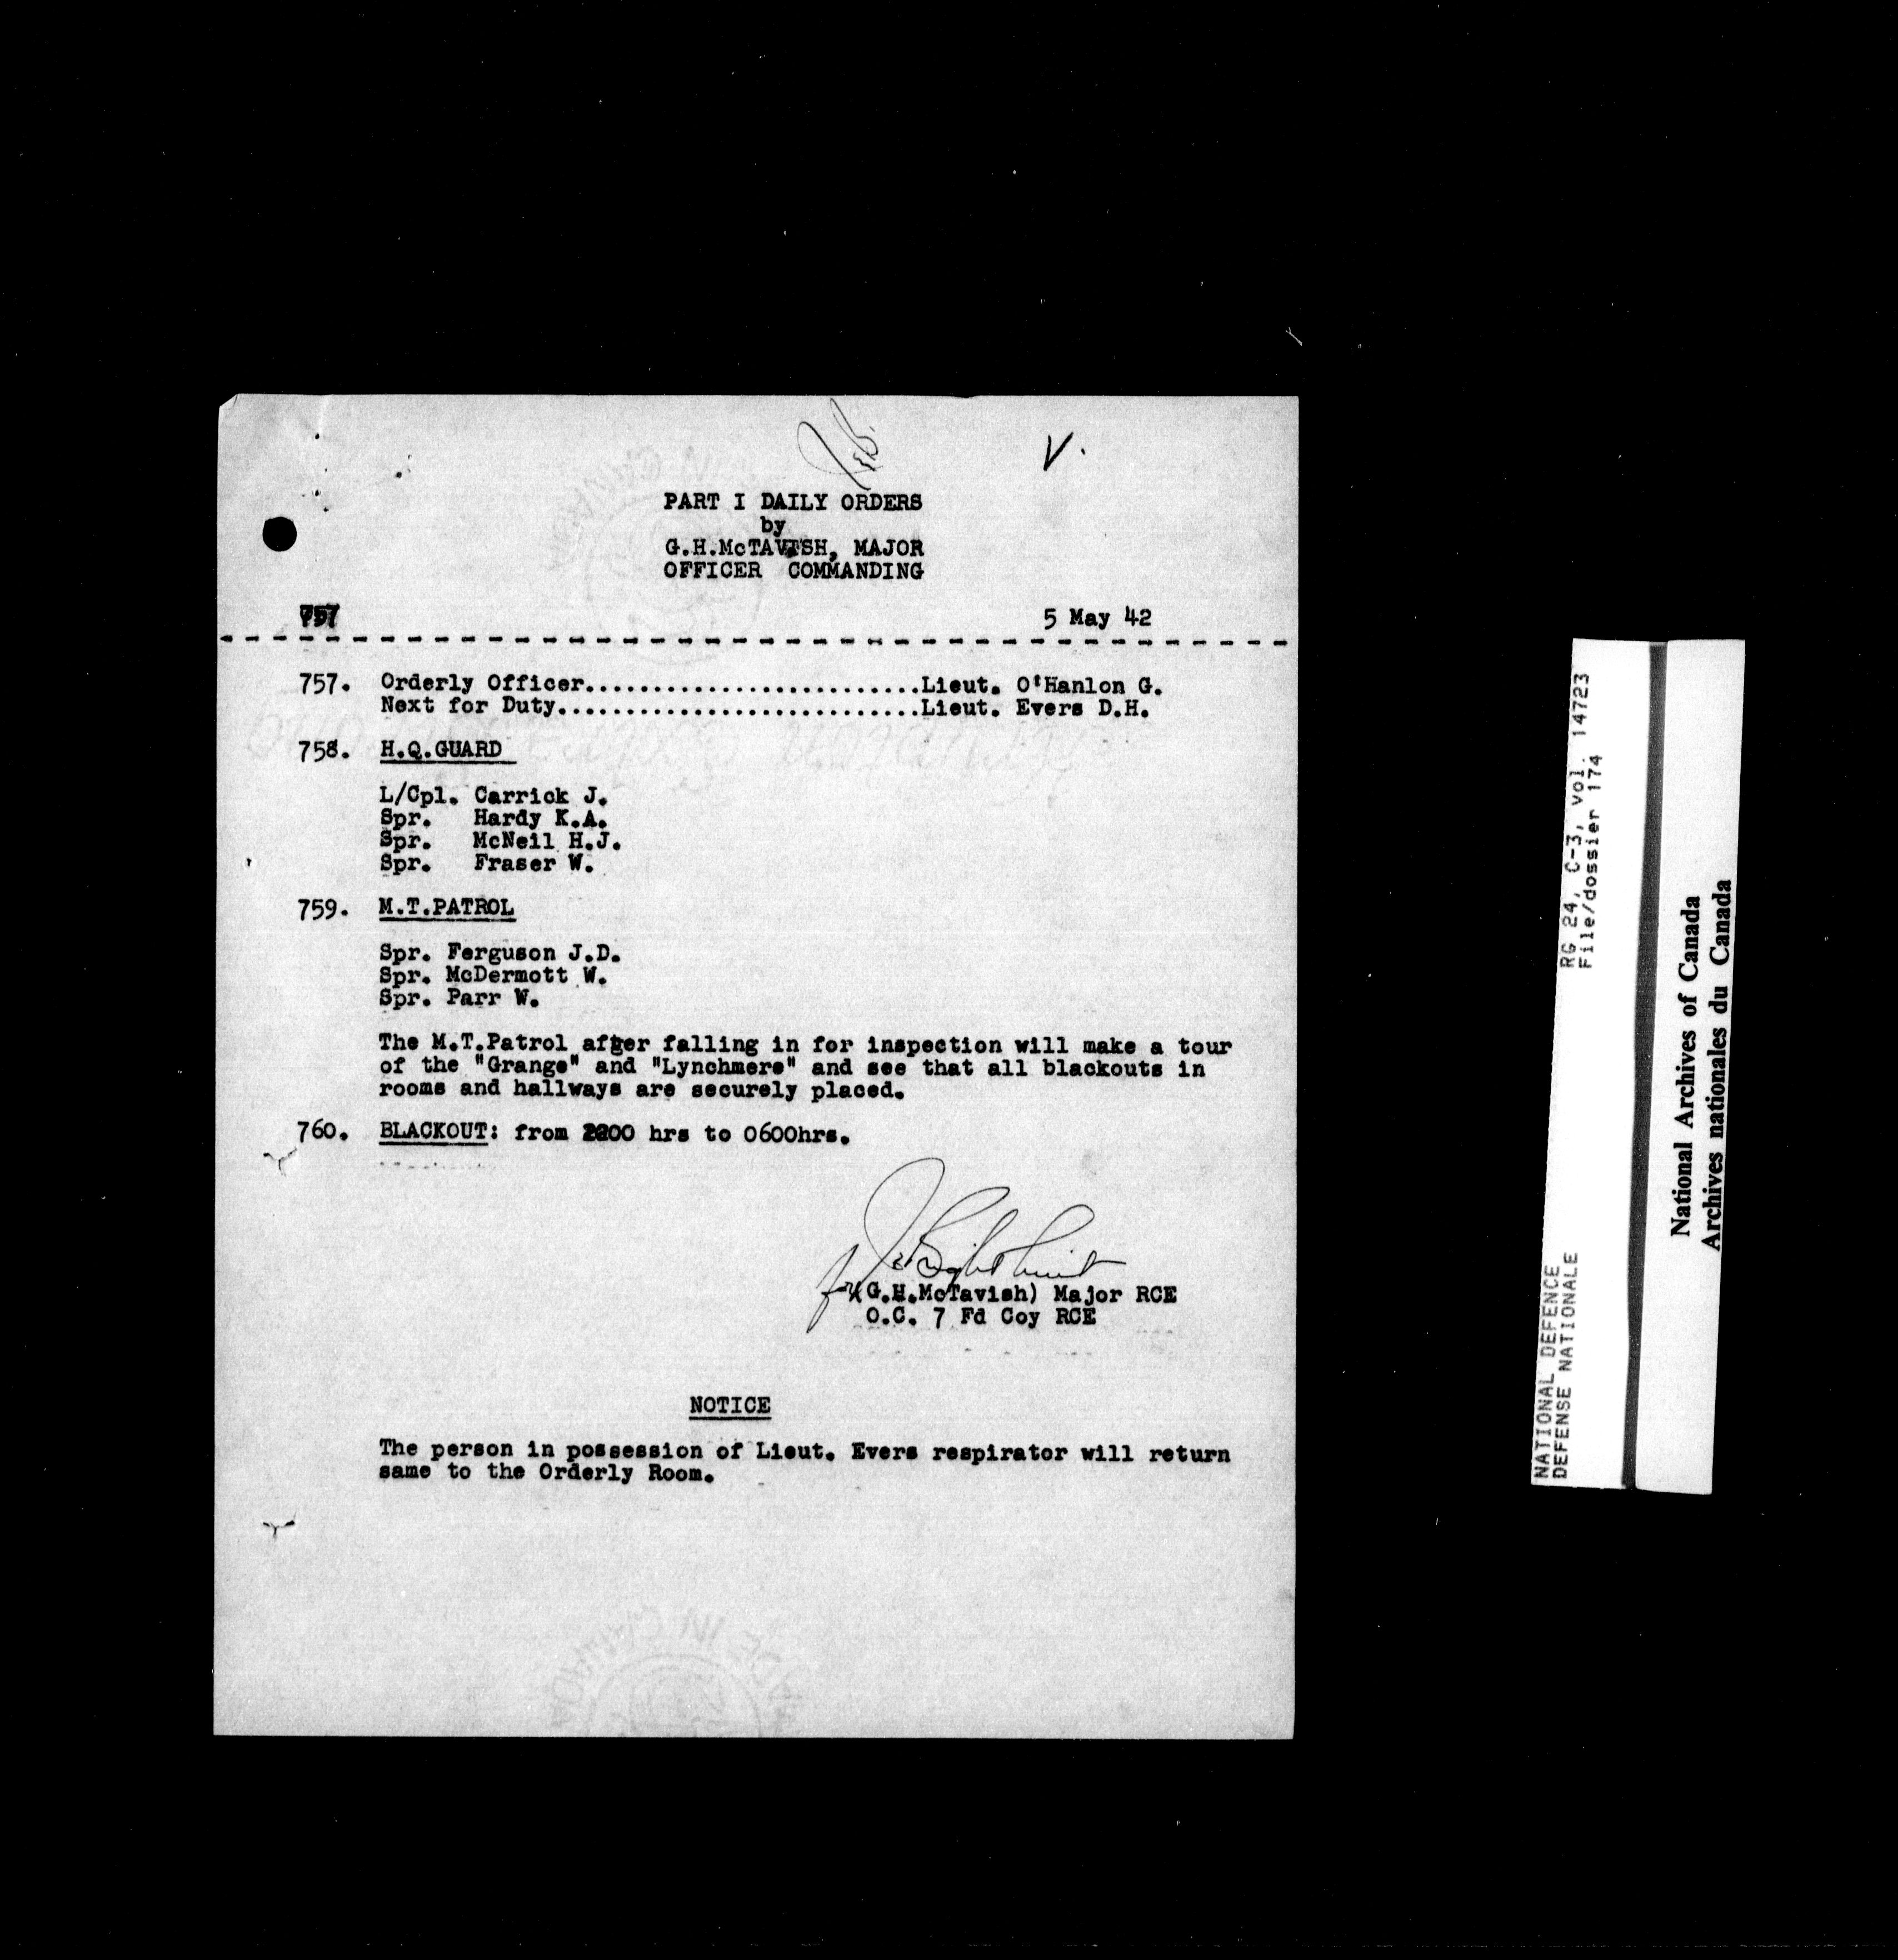 V.
PART I DAILY ORDERS
by
G.H.McTAVISH, MAJOR
OFFICER COMMANDING
757 5 May 42
757. Orderly Officer.........................Lieut. O'Hanlon G.
Next for Duty...........................Lieut. Evers D.H.
758. H.Q.GUARD
L/Cpl. Carrick J.
Spr. Hardy K.A.
Spr. McNeil H.J.
Spr. Fraser W.
759. M.T.PATROL
Spr. Ferguson J.D.
Spr. McDermott W.
Spr. Parr W.
The M.T.Patrol after falling in for inspection will make a tour
of the "Grange" and "Lynchmere" and see that all blackouts in
rooms and hallways are securely placed.
760. BLACKOUT: from 2200 hrs to 0600hrs.
for (G.H.McTavish) Major RCE
O.C. 7 Fd Coy RCE
NOTICE
The person in possession of Lieut. Evers respirator will return
same to the Orderly Room.
NATIONAL DEFENCE RG 24, C-3, vol. 14723
DEFENSE NATIONALE File/dossier 174
National Archives of Canada
Archives nationales du Canada